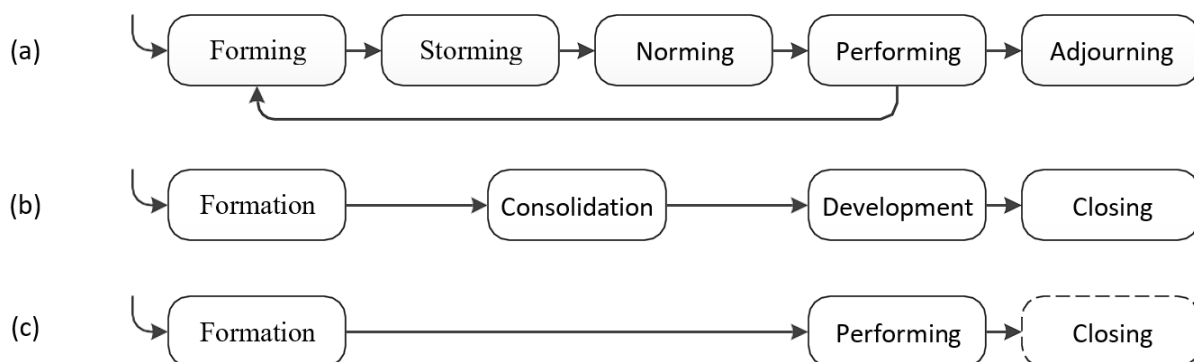 (a) Forming Storming Norming Performing Adjourning
(b) Formation Consolidation Development Closing
(c) Formation Performing Closing